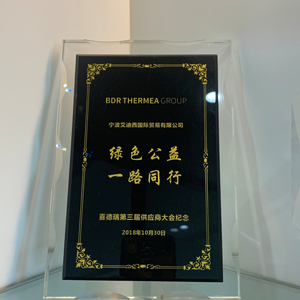 BDR THERMEA GROUP
宁波艾迪西国际贸易有限公司
绿色公益
一路同行
喜德瑞第三届供应商大会纪念
2018年10月30日